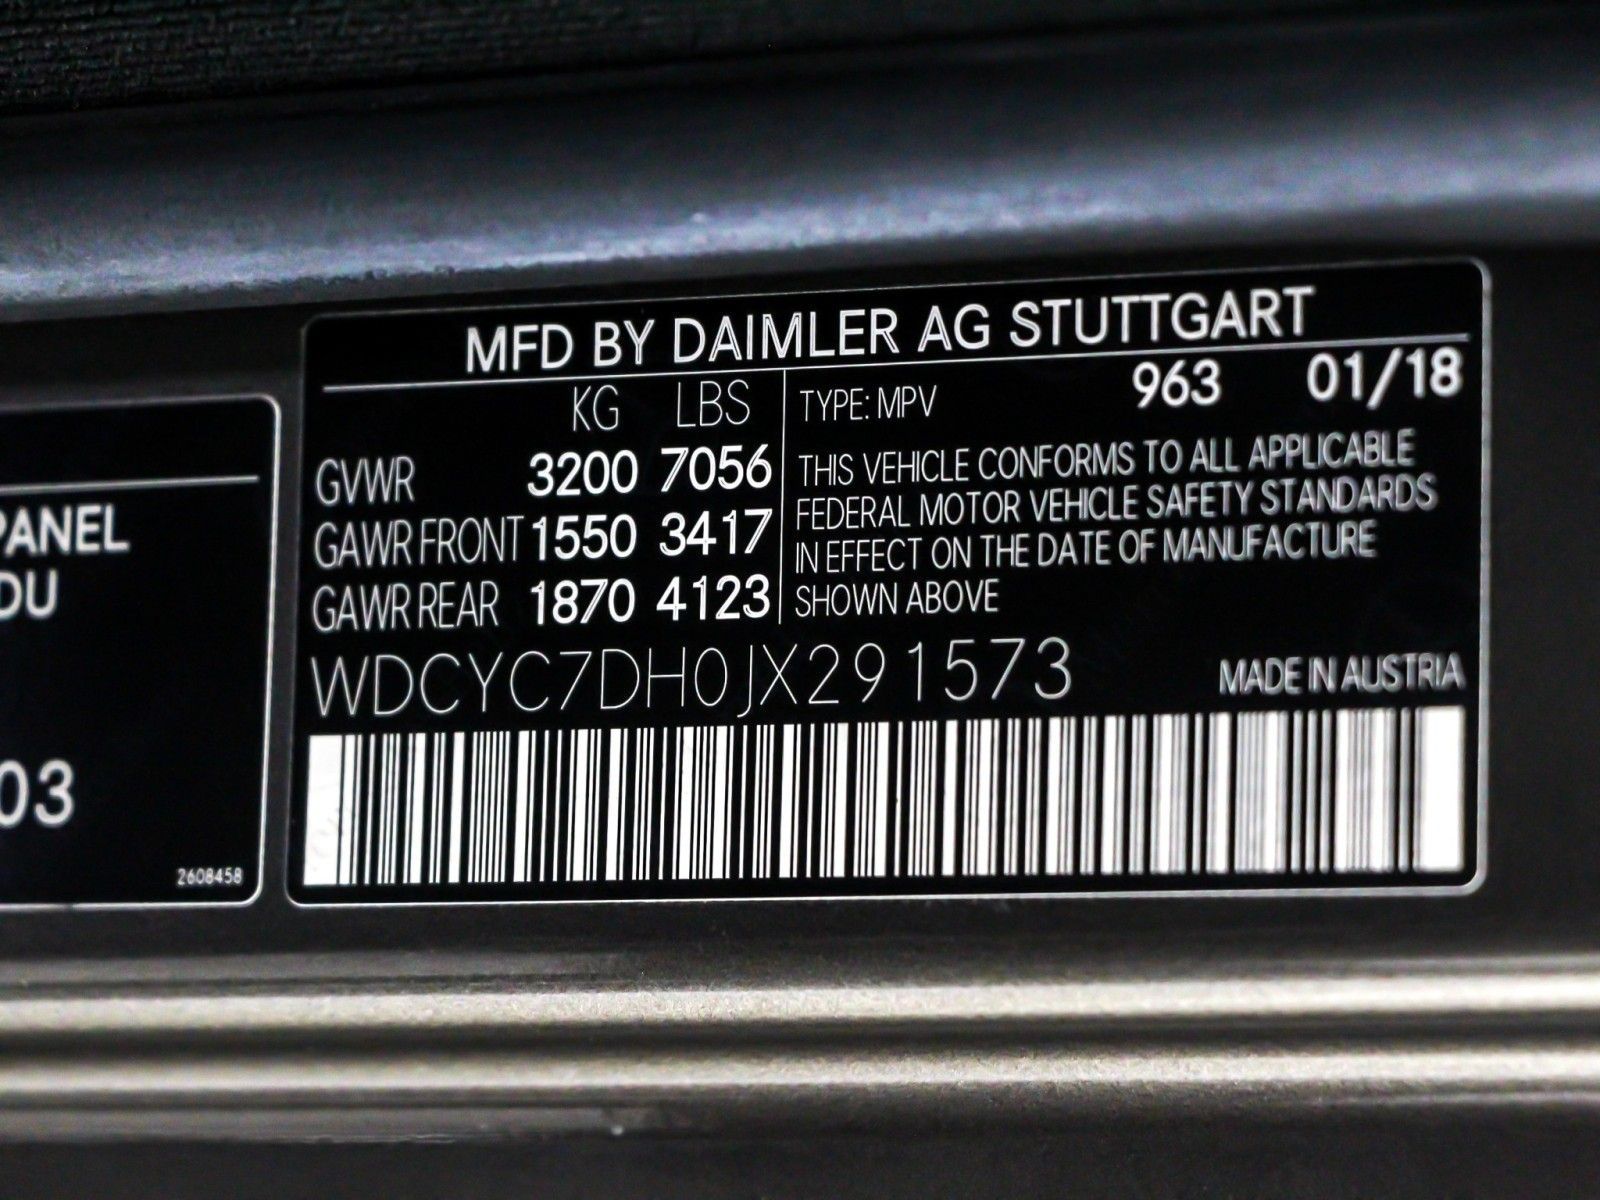 PANEL
DU
03
2608458
MFD BY DAIMLER AG STUTTGART
KG LBS
GVWR 3200 7056
GAWR FRONT 1550 3417
GAWR REAR 1870 4123
TYPE: MPV 963 01/18
THIS VEHICLE CONFORMS TO ALL APPLICABLE
FEDERAL MOTOR VEHICLE SAFETY STANDARDS
IN EFFECT ON THE DATE OF MANUFACTURE
SHOWN ABOVE
WDCYC7DH0JX291573
MADE IN AUSTRIA